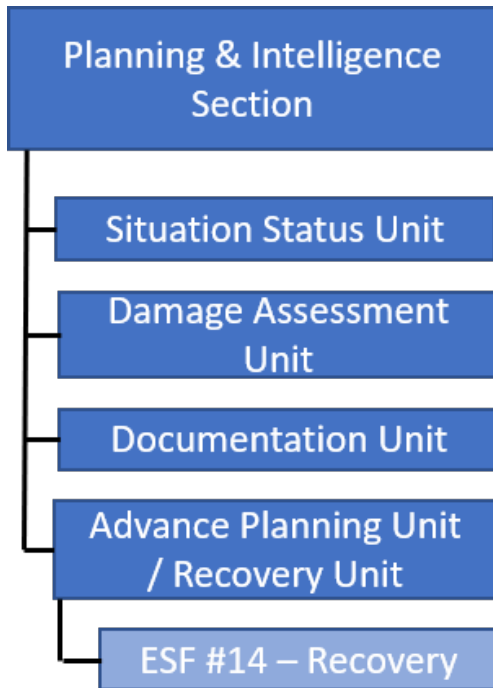 Planning & Intelligence
Section
Situation Status Unit
Damage Assessment
Unit
Documentation Unit
Advance Planning Unit
/ Recovery Unit
ESF #14 – Recovery